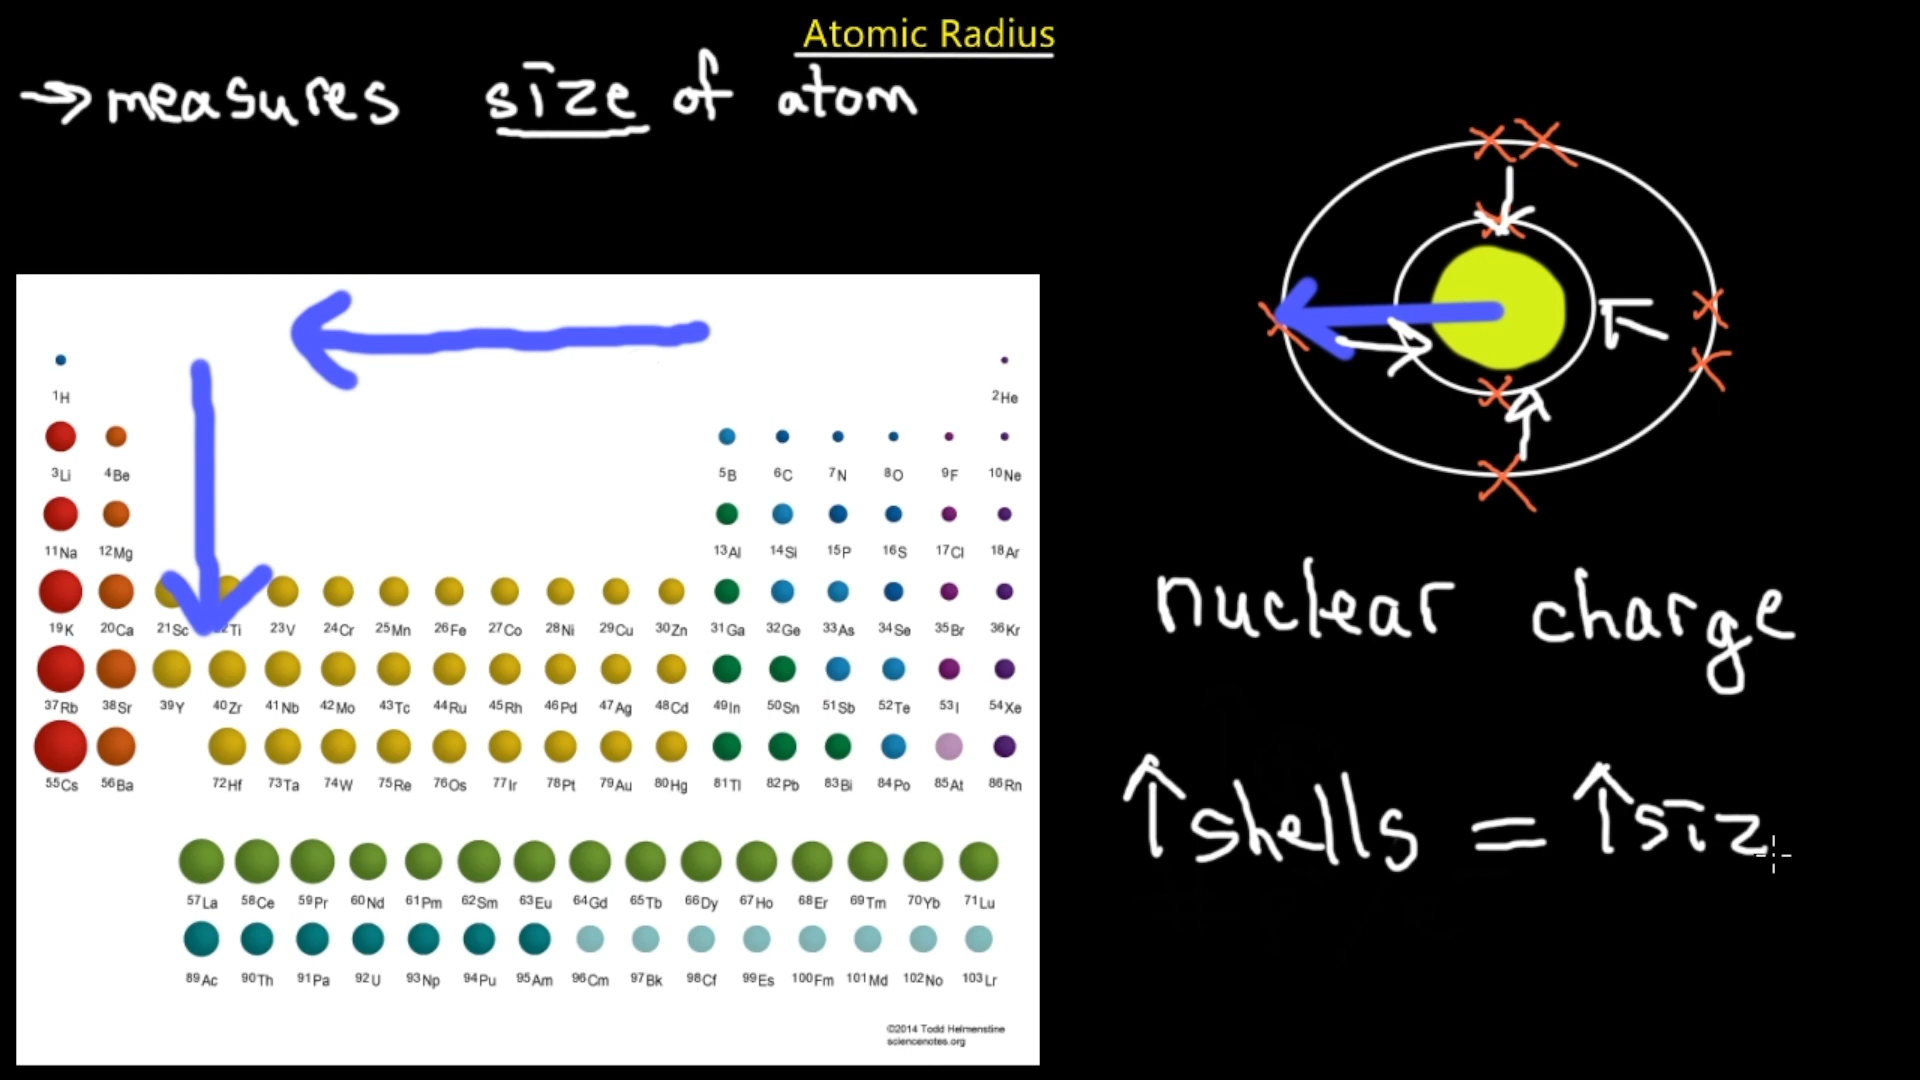 Atomic Radius
→ measures size of atom
1H 2He
3Li 4Be 5B 6C 7N 8O 9F 10Ne
11Na 12Mg 13Al 14Si 15P 16S 17Cl 18Ar
19K 20Ca 21Sc 22Ti 23V 24Cr 25Mn 26Fe 27Co 28Ni 29Cu 30Zn 31Ga 32Ge 33As 34Se 35Br 36Kr
37Rb 38Sr 39Y 40Zr 41Nb 42Mo 43Tc 44Ru 45Rh 46Pd 47Ag 48Cd 49In 50Sn 51Sb 52Te 53I 54Xe
55Cs 56Ba 72Hf 73Ta 74W 75Re 76Os 77Ir 78Pt 79Au 80Hg 81Tl 82Pb 83Bi 84Po 85At 86Rn
57La 58Ce 59Pr 60Nd 61Pm 62Sm 63Eu 64Gd 65Tb 66Dy 67Ho 68Er 69Tm 70Yb 71Lu
89Ac 90Th 91Pa 92U 93Np 94Pu 95Am 96Cm 97Bk 98Cf 99Es 100Fm 101Md 102No 103Lr
©2014 Todd Helmenstine
sciencenotes.org
nuclear charge
↑shells = ↑siz